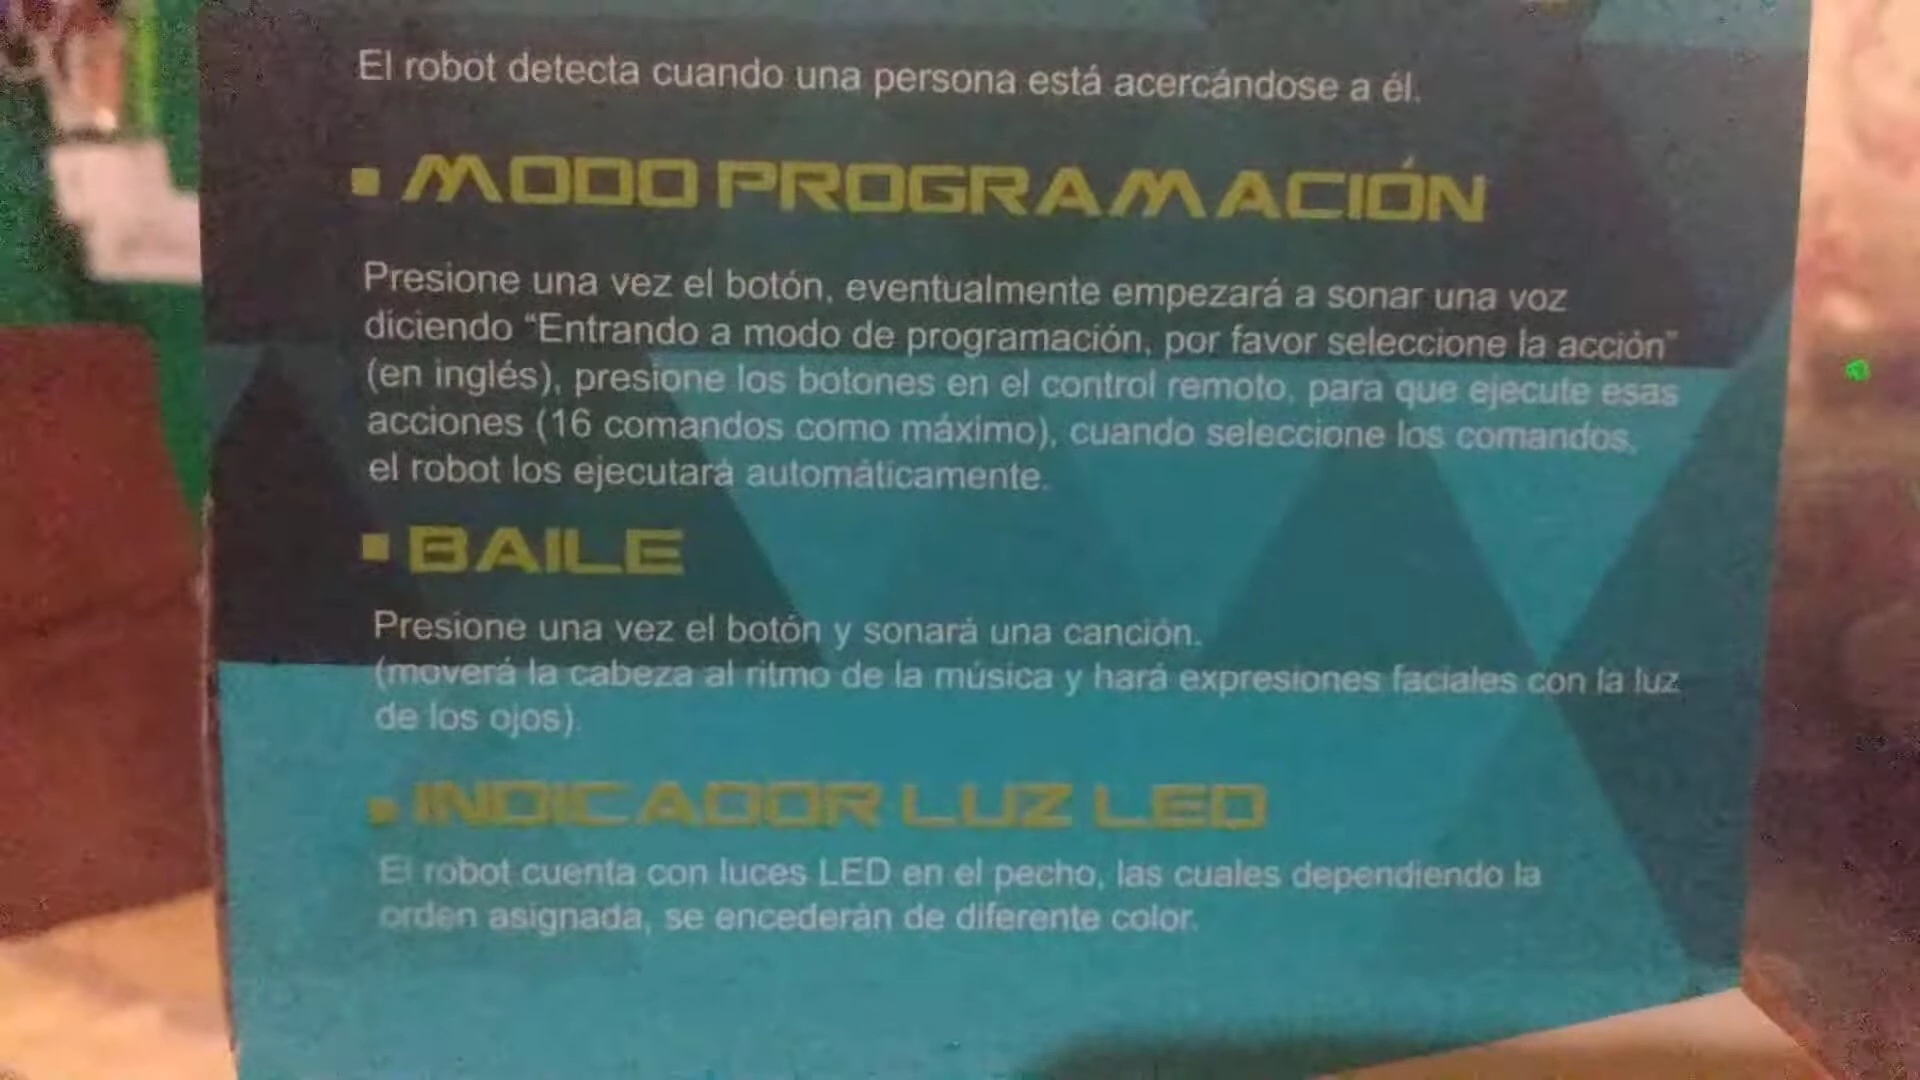 El robot detecta cuando una persona está acercándose a él.
▪ MODO PROGRAMACIÓN
Presione una vez el botón, eventualmente empezará a sonar una voz
diciendo “Entrando a modo de programación, por favor seleccione la acción”
(en inglés), presione los botones en el control remoto, para que ejecute esas
acciones (16 comandos como máximo), cuando seleccione los comandos,
el robot los ejecutará automáticamente.
▪ BAILE
Presione una vez el botón y sonará una canción.
(moverá la cabeza al ritmo de la música y hará expresiones faciales con la luz
de los ojos).
▪ INDICADOR LUZ LED
El robot cuenta con luces LED en el pecho, las cuales dependiendo la
orden asignada, se encederán de diferente color.